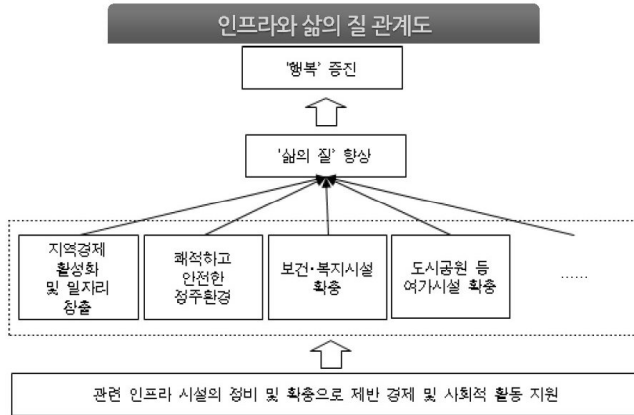 인프라와 삶의 질 관계도
'행복' 증진
'삶의 질' 향상
지역경제
활성화
및 일자리
창출
쾌적하고
안전한
정주환경
보건·복지시설
확충
도시공원 등
여가시설 확충
......
관련 인프라 시설의 정비 및 확충으로 제반 경제 및 사회적 활동 지원